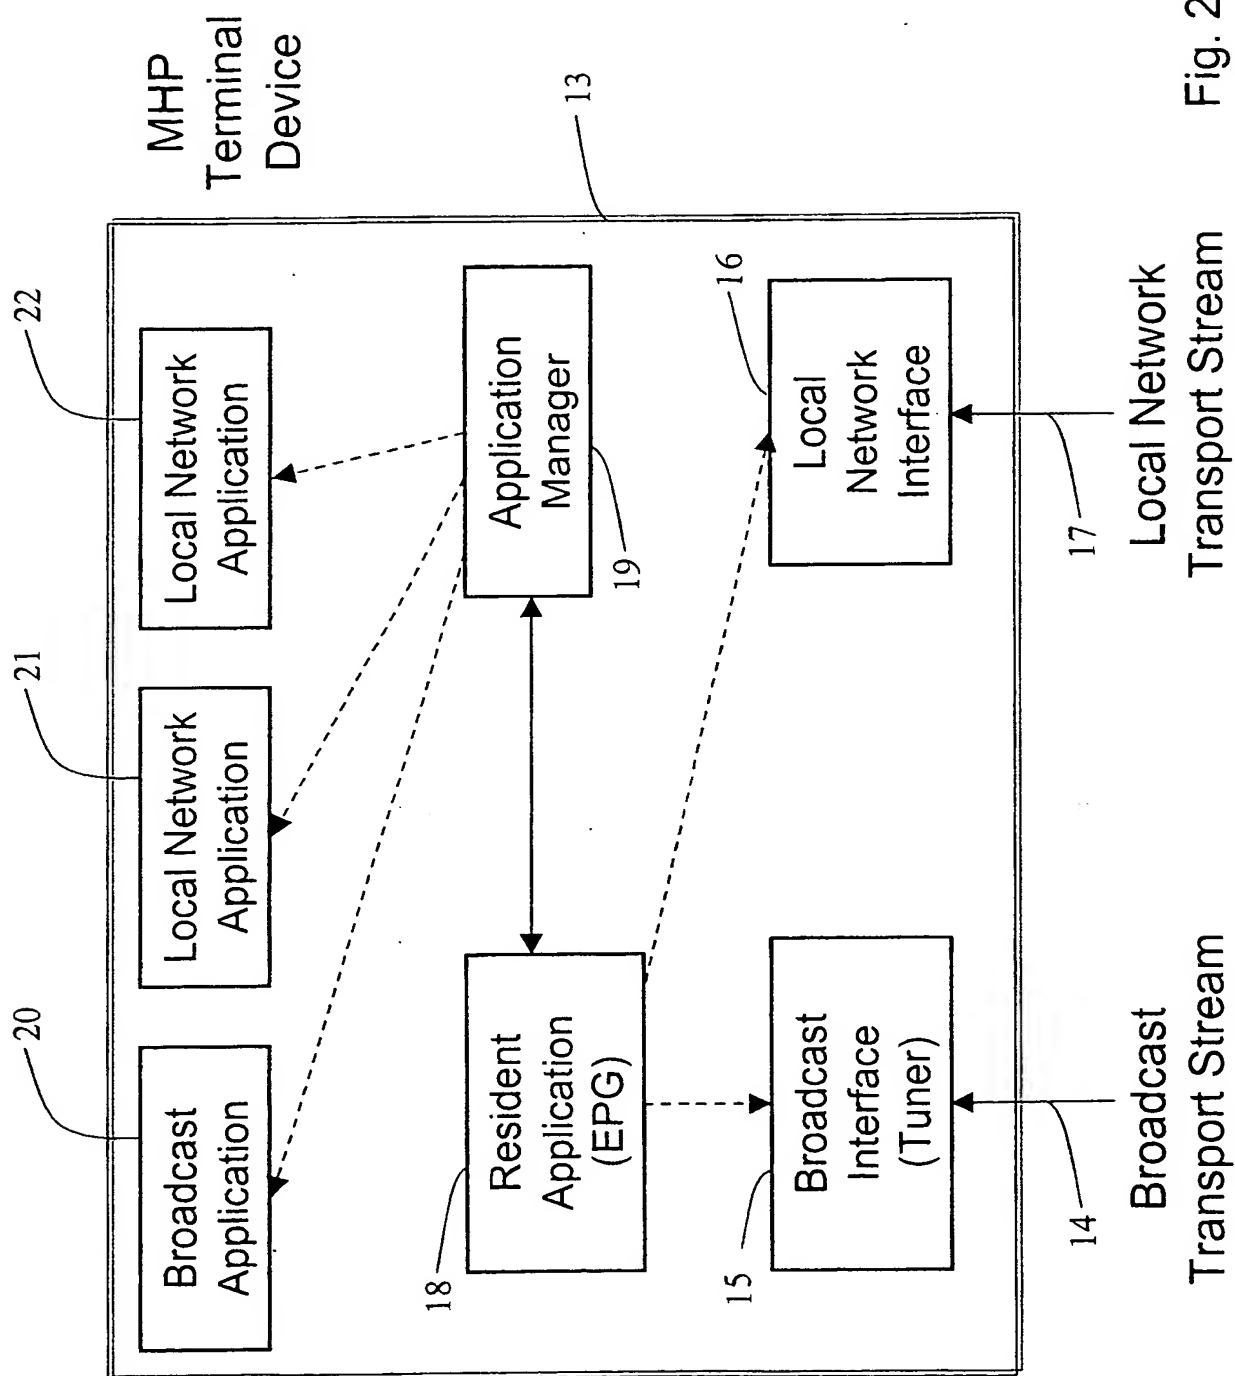 MHP
Terminal
Device
20
21
22
Broadcast
Application
Local Network
Application
Local Network
Application
13
18
Resident
Application
(EPG)
Application
Manager
19
15
Broadcast
Interface
(Tuner)
16
Local
Network
Interface
14
17
Broadcast
Transport Stream
Local Network
Transport Stream
Fig. 2